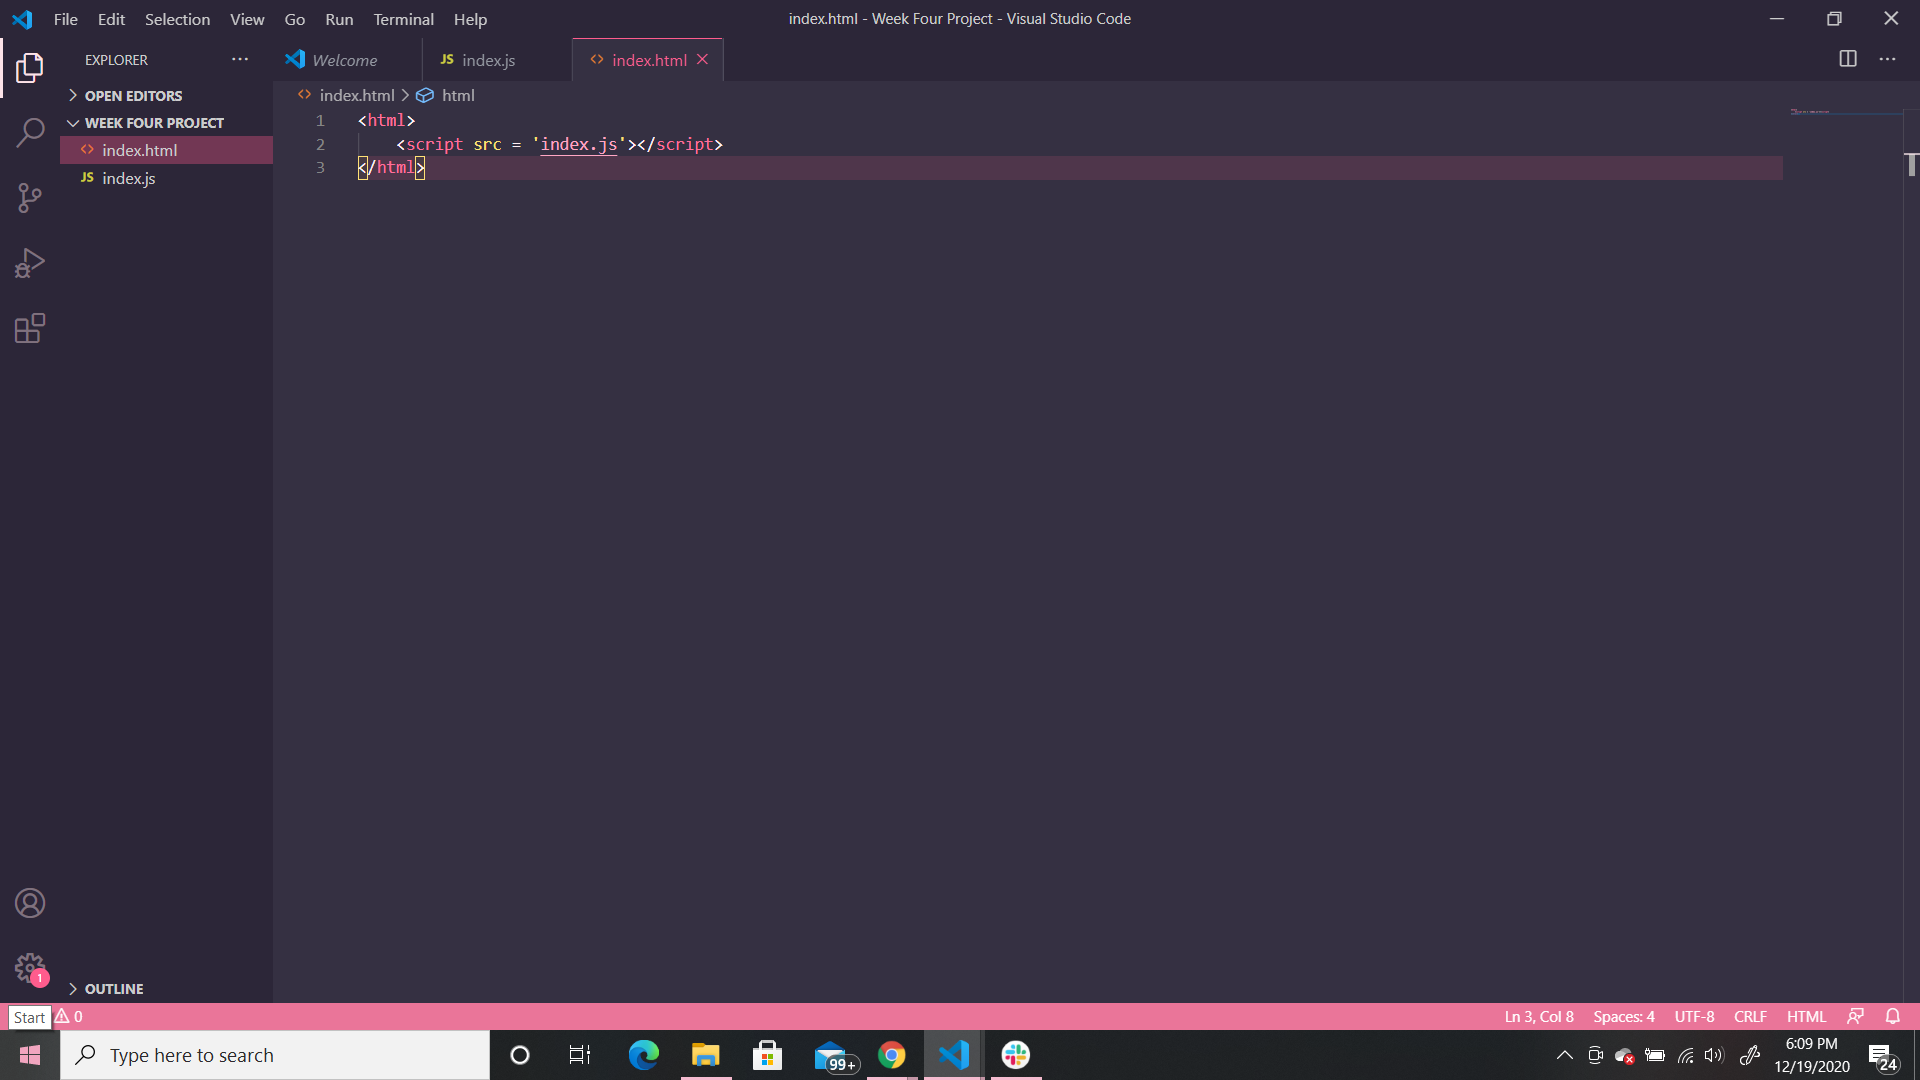 File Edit Selection View Go Run Terminal Help
index.html - Week Four Project - Visual Studio Code
EXPLORER
Welcome
JS index.js
index.html
OPEN EDITORS
index.html > html
WEEK FOUR PROJECT
index.html
JS index.js
1 <html>
2 <script src = 'index.js'></script>
3 </html>
1
OUTLINE
Start 0
Ln 3, Col 8 Spaces: 4 UTF-8 CRLF HTML
Type here to search
99+
6:09 PM
12/19/2020
24